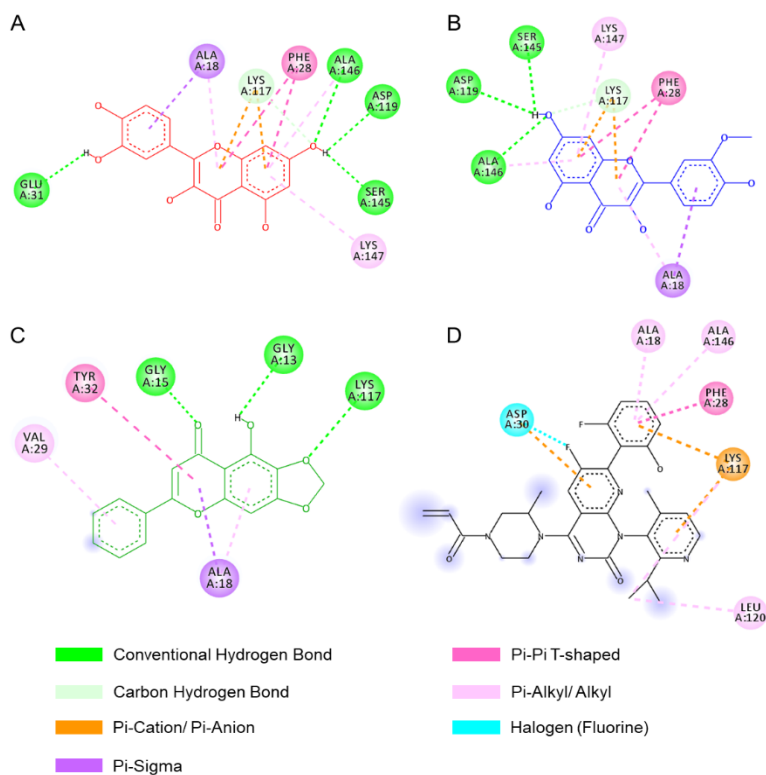 A
ALA
A:18
LYS
A:117
PHE
A:28
ALA
A:146
ASP
A:119
GLU
A:31
SER
A:145
LYS
A:147
O
H
O
O
O
O
O
O
H
B
SER
A:145
LYS
A:147
ASP
A:119
LYS
A:117
PHE
A:28
ALA
A:146
ALA
A:18
H
O
O
O
O
O
O
O
C
TYR
A:32
GLY
A:15
GLY
A:13
LYS
A:117
VAL
A:29
ALA
A:18
O
H
O
O
O
O
D
ALA
A:18
ALA
A:146
ASP
A:30
PHE
A:28
LYS
A:117
LEU
A:120
F
F
O
N
N
N
N
N
N
O
O
Conventional Hydrogen Bond
Carbon Hydrogen Bond
Pi-Cation/ Pi-Anion
Pi-Sigma
Pi-Pi T-shaped
Pi-Alkyl/ Alkyl
Halogen (Fluorine)